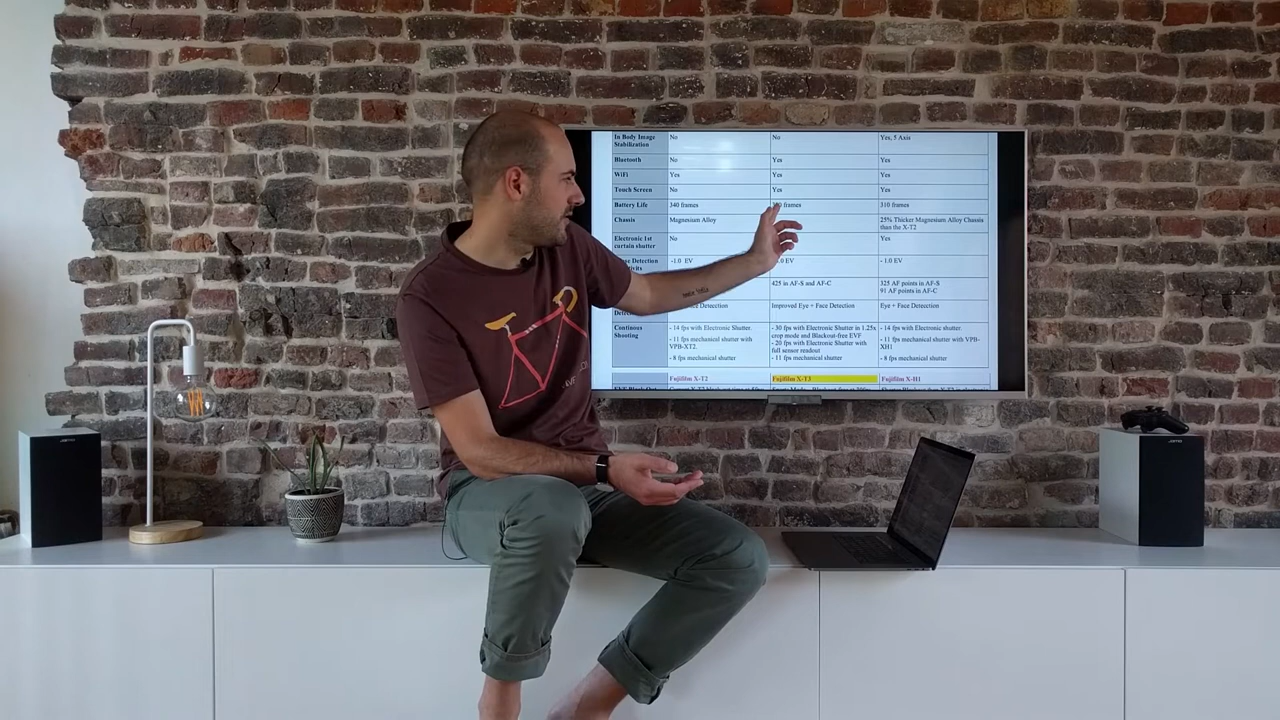 In Body Image
Stabilization
No
No
Yes, 5 Axis
Bluetooth
No
Yes
Yes
WiFi
Yes
Yes
Yes
Touch Screen
No
Yes
Yes
Battery Life
340 frames
frames
310 frames
Chassis
Magnesium Alloy
25% Thicker Magnesium Alloy Chassis
than the X-T2
Electronic 1st
curtain shutter
No
Yes
Detection
-1.0 EV
.0 EV
- 1.0 EV
425 in AF-S and AF-C
325 AF points in AF-S
91 AF points in AF-C
Detection
Improved Eye + Face Detection
Eye + Face Detection
Continous
Shooting
- 14 fps with Electronic Shutter.
- 11 fps mechanical shutter with
VPB-XT2.
- 8 fps mechanical shutter
- 30 fps with Electronic Shutter in 1.25x
crop mode and Blackout-free EVF
- 20 fps with Electronic Shutter with
full sensor readout
- 11 fps mechanical shutter
- 14 fps with Electronic shutter
- 11 fps mechanical shutter with VPB-
XH1
- 8 fps mechanical shutter
Fujifilm X-T2
Fujifilm X-T3
Fujifilm X-H1
JAMO
JAMO